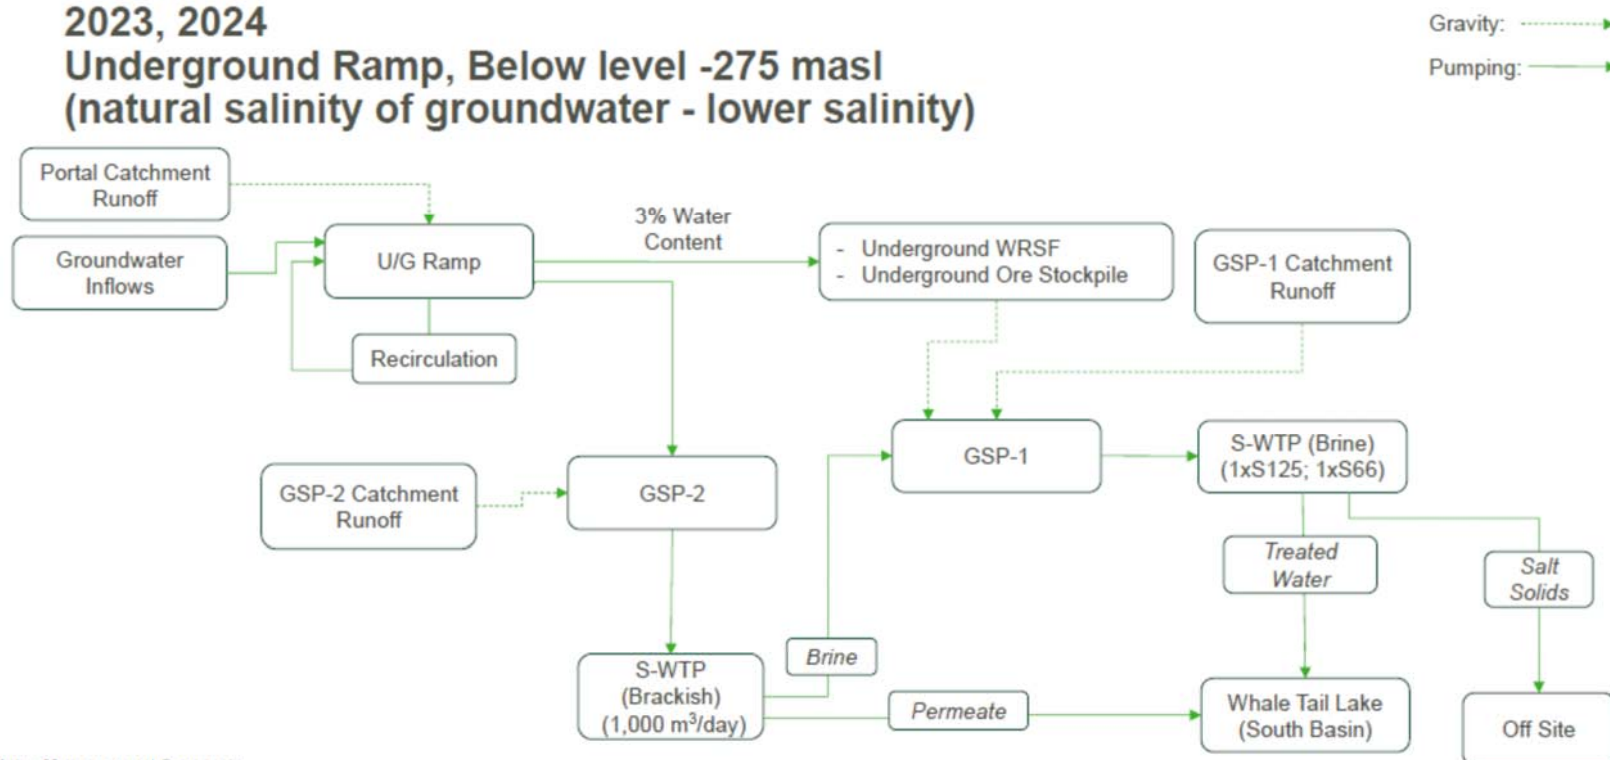 2023, 2024
Underground Ramp, Below level -275 masl
(natural salinity of groundwater - lower salinity)
Gravity:
Pumping:
Portal Catchment
Runoff
Groundwater
Inflows
U/G Ramp
Recirculation
3% Water
Content
- Underground WRSF
- Underground Ore Stockpile
GSP-1 Catchment
Runoff
GSP-2 Catchment
Runoff
GSP-2
GSP-1
S-WTP (Brine)
(1xS125; 1xS66)
Treated
Water
Salt
Solids
S-WTP
(Brackish)
(1,000 m³/day)
Brine
Permeate
Whale Tail Lake
(South Basin)
Off Site